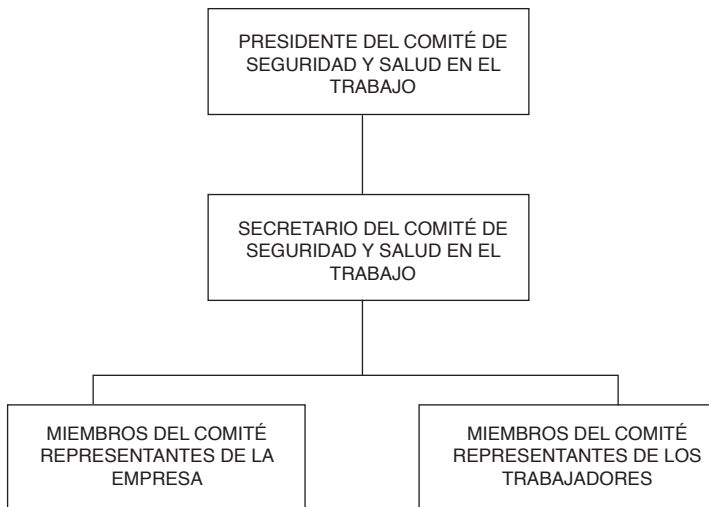 PRESIDENTE DEL COMITÉ DE
SEGURIDAD Y SALUD EN EL
TRABAJO
SECRETARIO DEL COMITÉ DE
SEGURIDAD Y SALUD EN EL
TRABAJO
MIEMBROS DEL COMITÉ
REPRESENTANTES DE LA
EMPRESA
MIEMBROS DEL COMITÉ
REPRESENTANTES DE LOS
TRABAJADORES